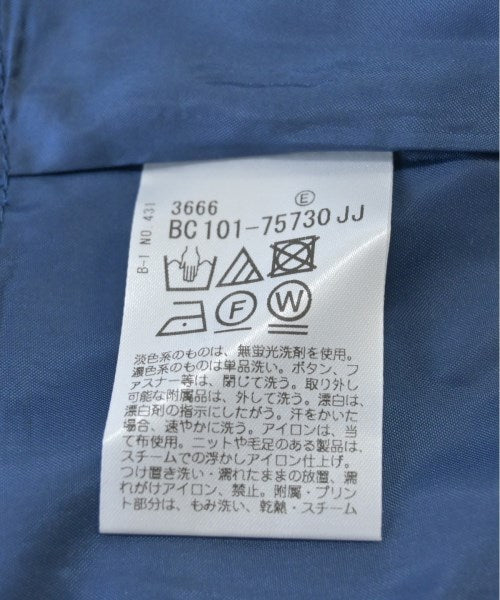 Ⓔ
3666
BC101-75730 JJ
B-1 NO.431
F
W
淡色系のものは、無蛍光洗剤を使用。
濃色系のものは単品洗い。ボタン、フ
ァスナー等は、閉じて洗う。取り外し
可能な附属品は、外して洗う。漂白は、
漂白剤の指示にしたがう。汗をかいた
場合、速やかに洗う。アイロンは、当
て布使用。ニットや毛足のある製品は、
スチームでの浮かしアイロン仕上げ。
つけ置き洗い・濡れたままの放置、濡
れがけアイロン、禁止。附属・プリン
ト部分は、もみ洗い、乾熱・スチーム